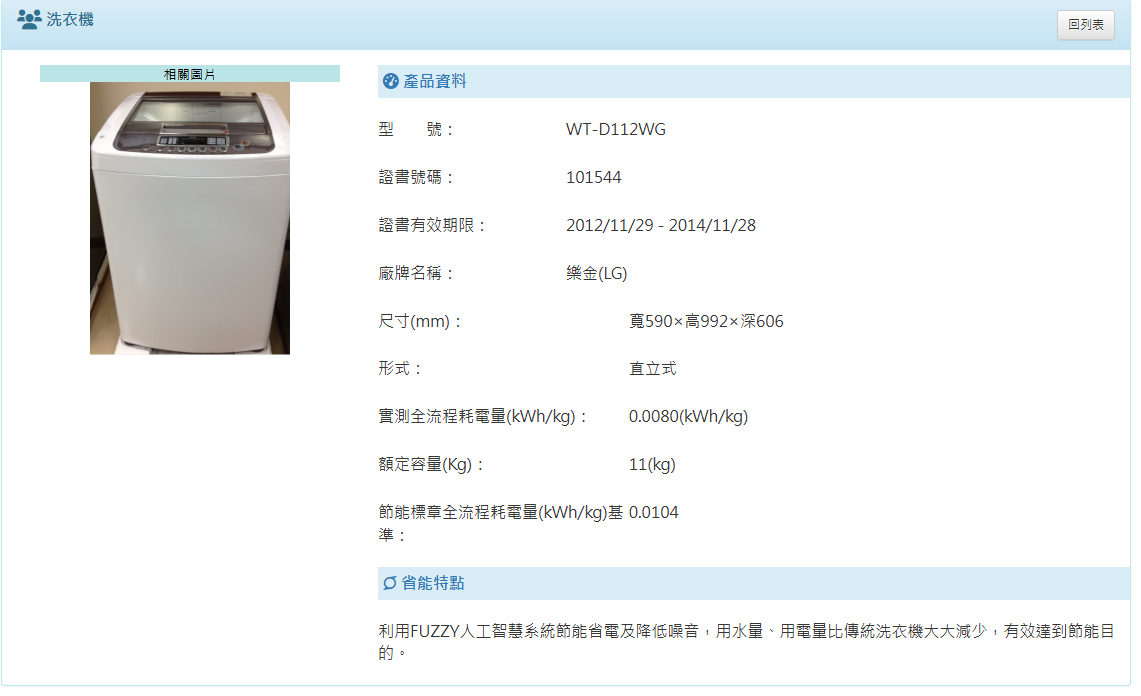 洗衣機
回列表
相關圖片
產品資料
型　　號： WT-D112WG
證書號碼： 101544
證書有效期限： 2012/11/29 - 2014/11/28
廠牌名稱： 樂金(LG)
尺寸(mm)： 寬590×高992×深606
形式： 直立式
實測全流程耗電量(kWh/kg)： 0.0080(kWh/kg)
額定容量(Kg)： 11(kg)
節能標章全流程耗電量(kWh/kg)基 0.0104
準：
省能特點
利用FUZZY人工智慧系統節能省電及降低噪音，用水量、用電量比傳統洗衣機大大減少，有效達到節能目
的。